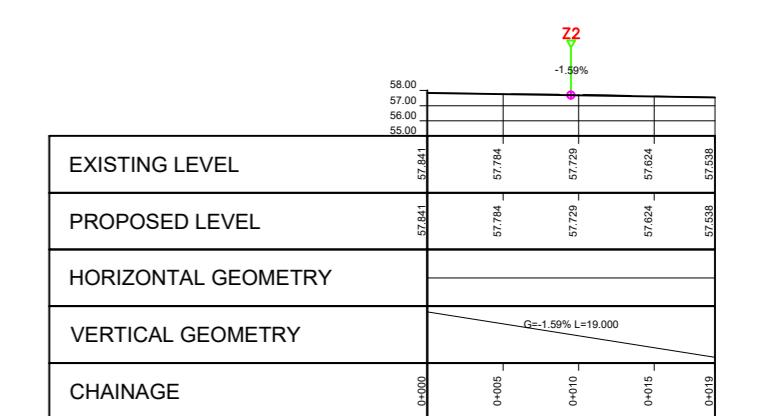 Z2
-1.59%
58.00
57.00
56.00
55.00
EXISTING LEVEL 57.841 57.784 57.729 57.624 57.538
PROPOSED LEVEL 57.841 57.784 57.729 57.624 57.538
HORIZONTAL GEOMETRY
VERTICAL GEOMETRY G=-1.59% L=19.000
CHAINAGE 0+000 0+005 0+010 0+015 0+019